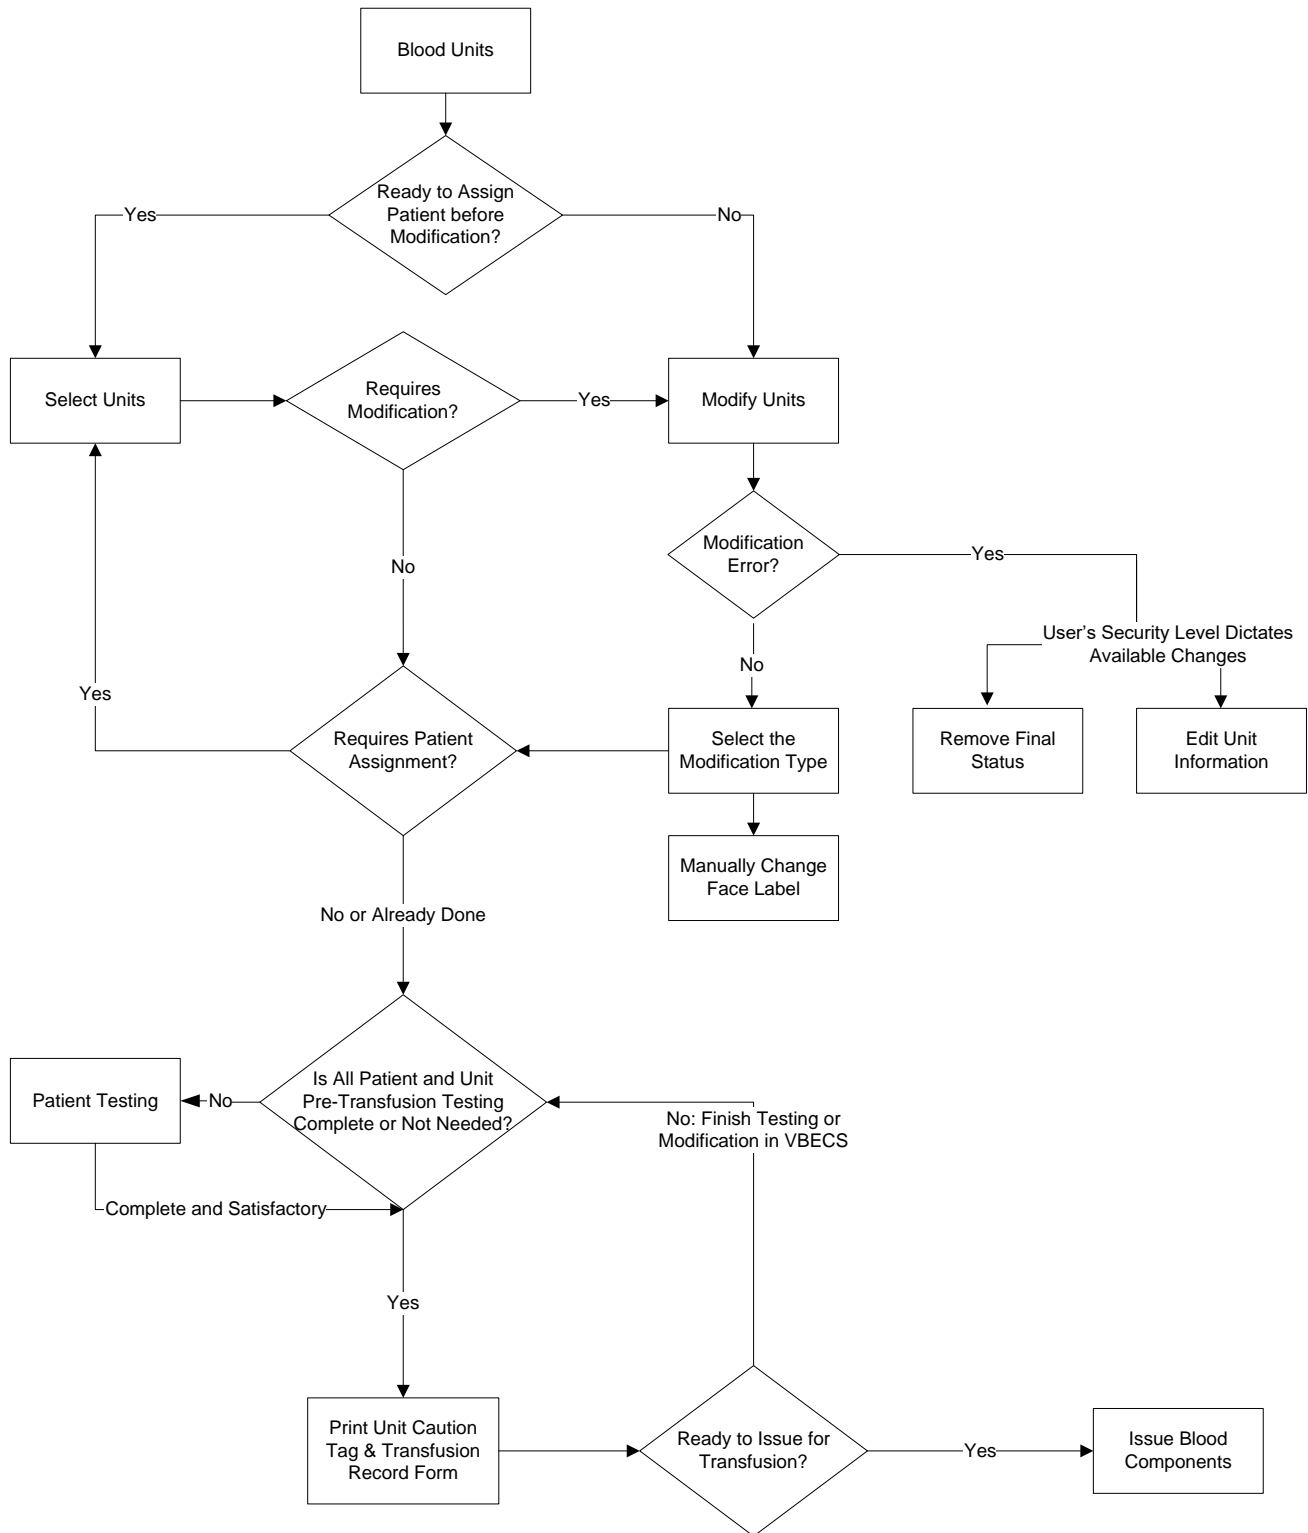 Blood Units
Ready to Assign
Patient before
Modification?
Yes
No
Select Units
Requires
Modification?
Yes
Modify Units
Modification
Error?
Yes
No
No
User's Security Level Dictates
Available Changes
Yes
Requires Patient
Assignment?
Select the
Modification Type
Remove Final
Status
Edit Unit
Information
Manually Change
Face Label
No or Already Done
Is All Patient and Unit
Pre-Transfusion Testing
Complete or Not Needed?
Patient Testing
No
No: Finish Testing or
Modification in VBECS
Complete and Satisfactory
Yes
Print Unit Caution
Tag & Transfusion
Record Form
Ready to Issue for
Transfusion?
Yes
Issue Blood
Components